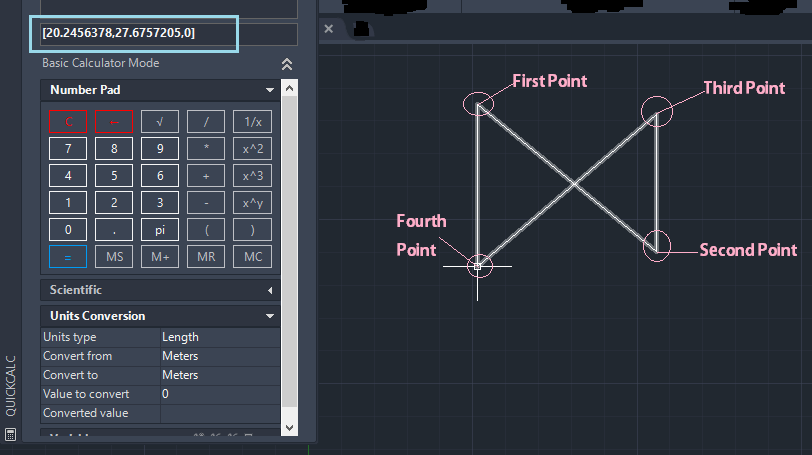 [20.2456378,27.6757205,0]
Basic Calculator Mode
Number Pad
C ← √ / 1/x
7 8 9 * x^2
4 5 6 + x^3
1 2 3 - x^y
0 . pi ( )
= MS M+ MR MC
Scientific
Units Conversion
Units type Length
Convert from Meters
Convert to Meters
Value to convert 0
Converted value
QUICKCALC
First Point
Third Point
Fourth
Point
Second Point